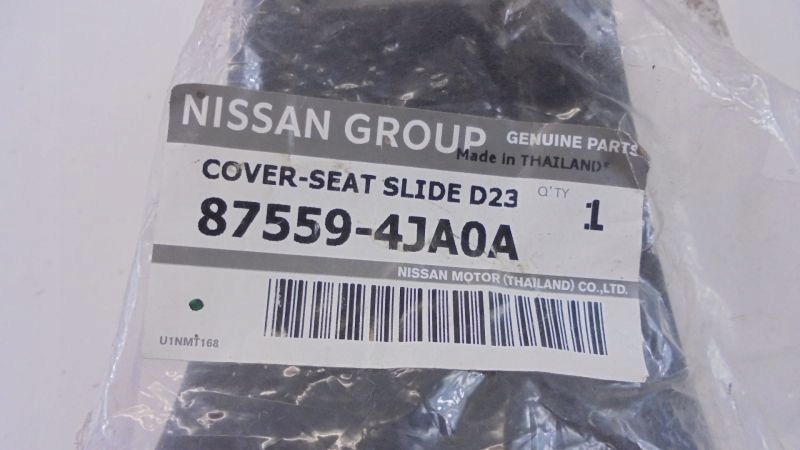 NISSAN GROUP GENUINE PARTS
Made in THAILAND
COVER-SEAT SLIDE D23 Q'TY 1
87559-4JA0A
NISSAN MOTOR (THAILAND) CO.,LTD.
U1NMT168